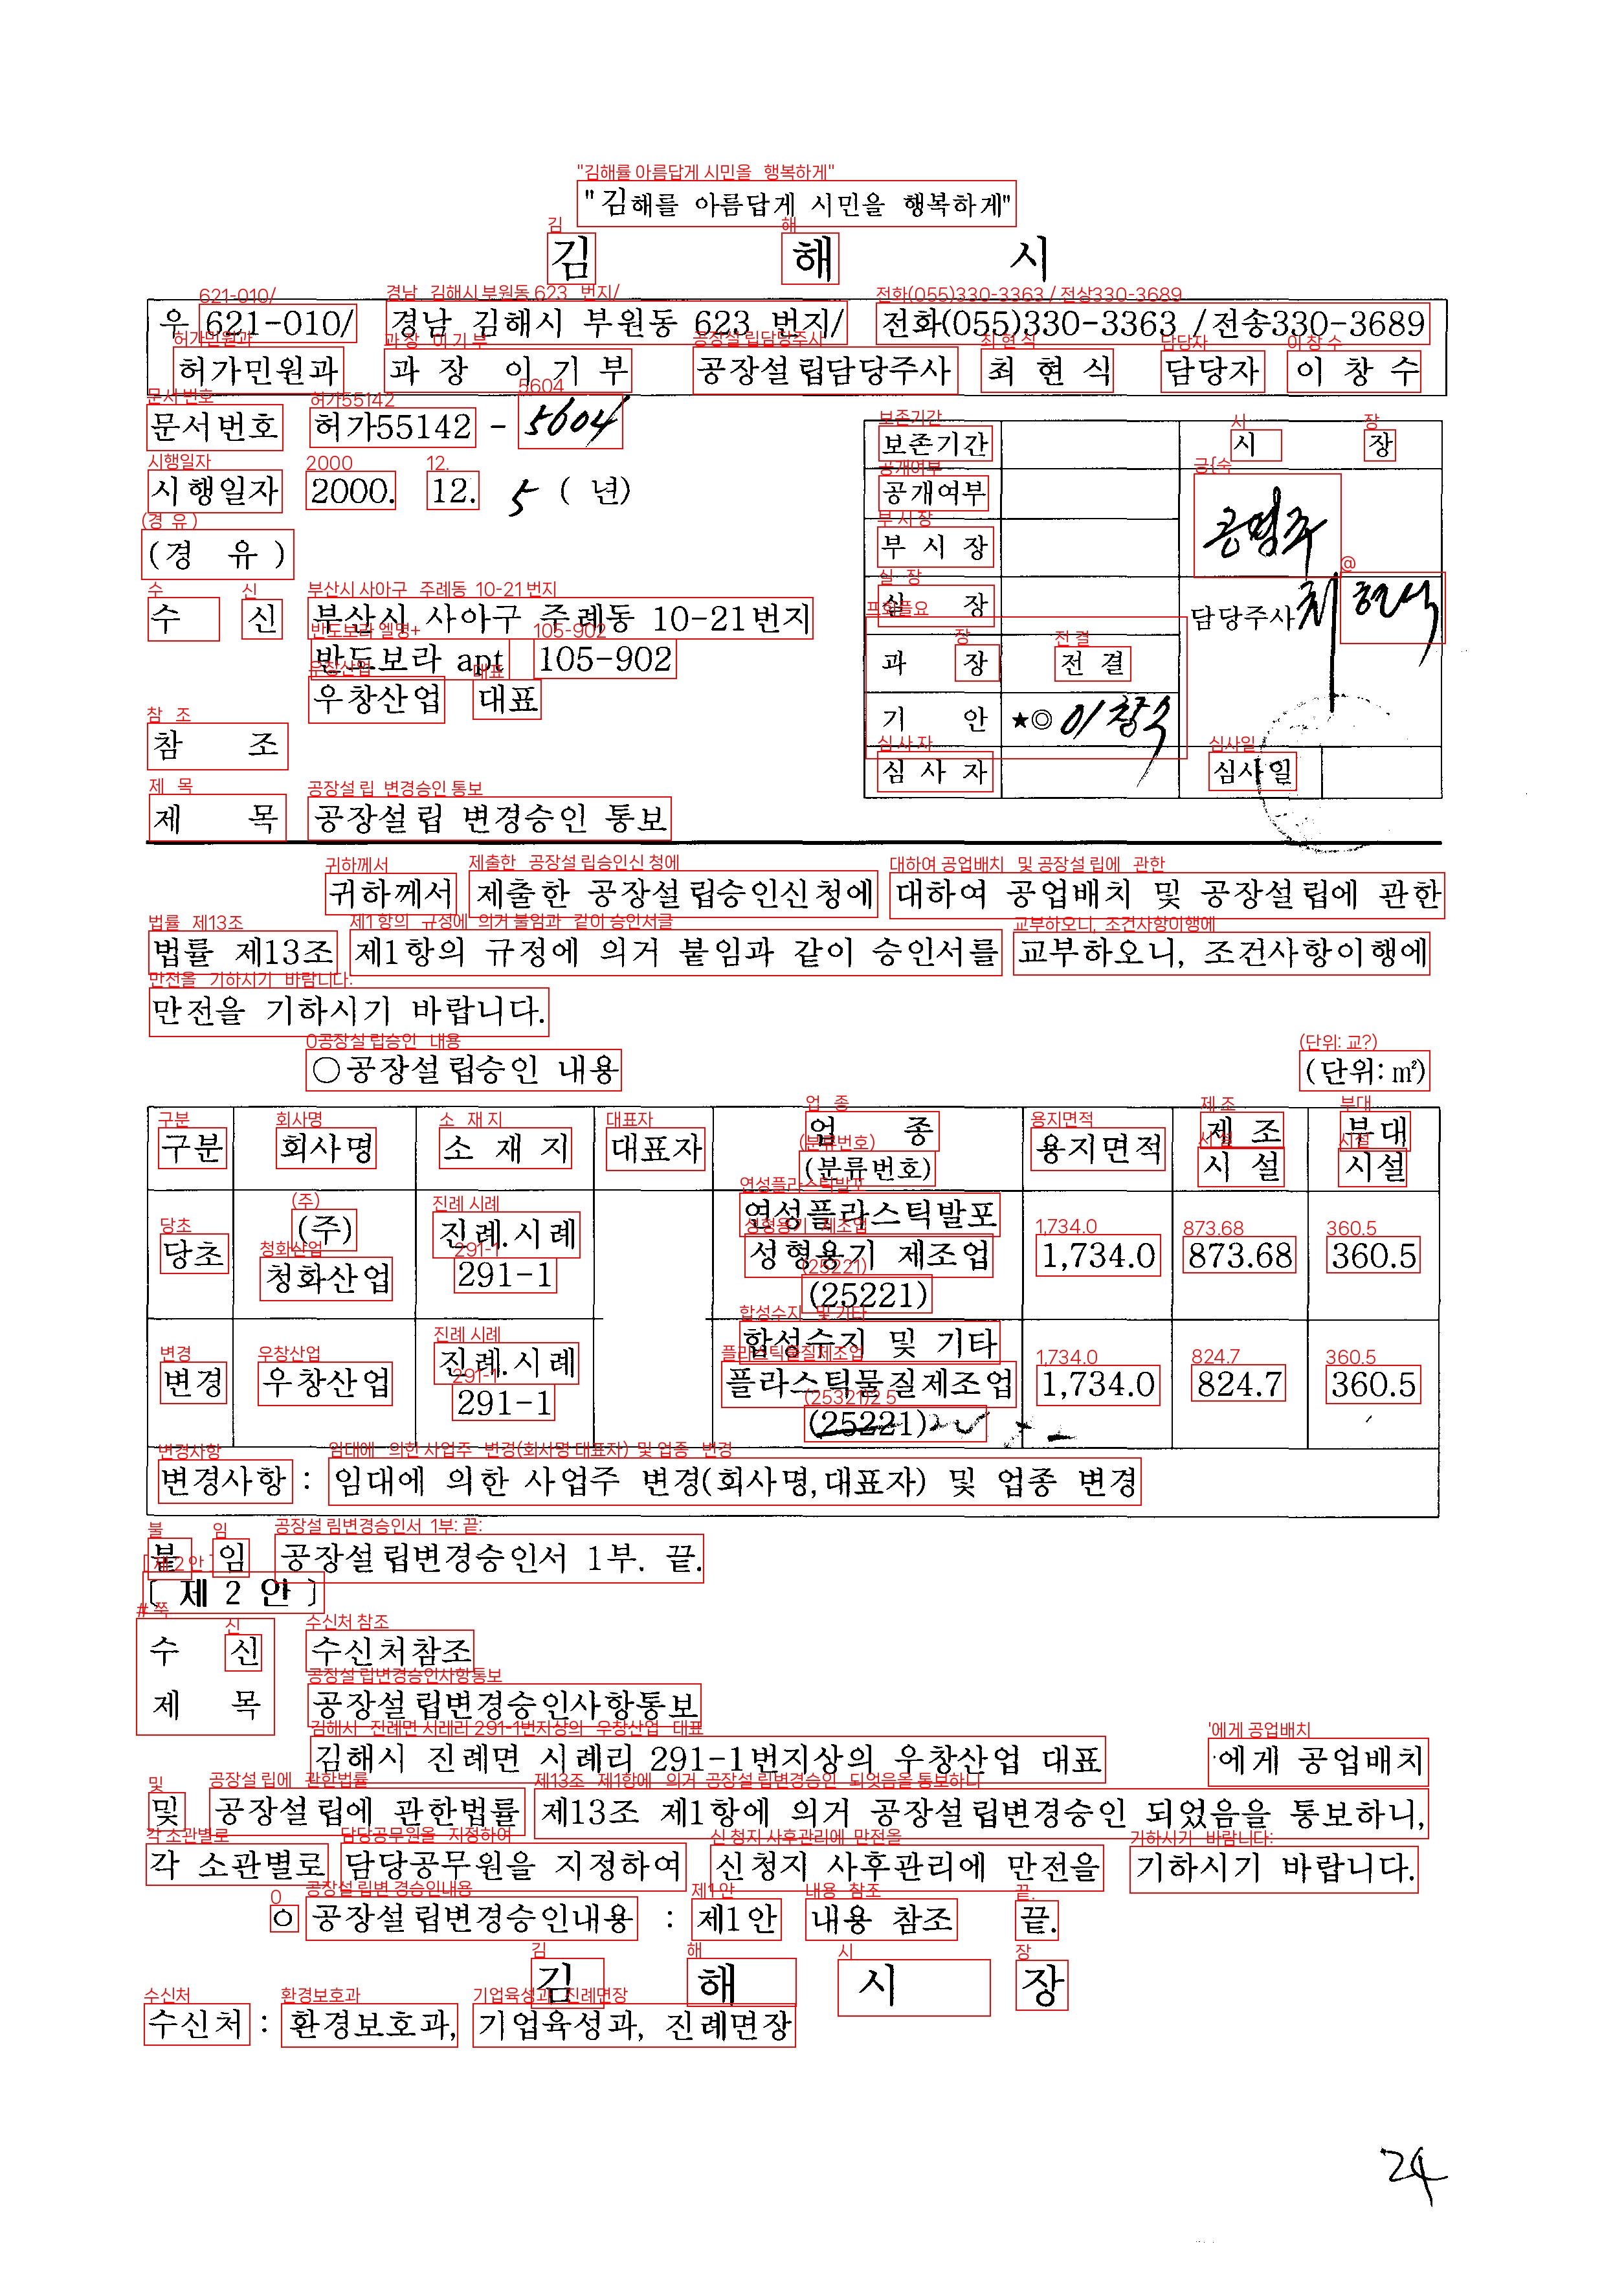 "김해를 아름답게 시민을 행복하게"
김 해 시
우 621-010/ 경남 김해시 부원동 623 번지/ 전화(055)330-3363 /전송330-3689
허가민원과 과 장 이 기 부 공장설립담당주사 최 현 식 담당자 이 창 수
문서번호 허가55142 - 5604
시행일자 2000. 12. 5 ( 년)
(경 유 )
수 신 부산시 사아구 주례동 10-21번지
반도보라 apt 105-902
우창산업 대표
참 조
제 목 공장설립 변경승인 통보
보존기간 시 장
공개여부
부 시 장
실 장 담당주사 최현식
과 장 전 결
기 안 ★◎ 이창수
심 사 자 심사일
귀하께서 제출한 공장설립승인신청에 대하여 공업배치 및 공장설립에 관한
법률 제13조 제1항의 규정에 의거 붙임과 같이 승인서를 교부하오니, 조건사항이행에
만전을 기하시기 바랍니다.
○공장설립승인 내용 (단위: ㎡)
구분 회사명 소 재 지 대표자 업 종 (분류번호) 용지면적 제 조 시 설 부대 시설
당초 (주) 청화산업 진례.시례 291-1 연성플라스틱발포 성형용기 제조업 (25221) 1,734.0 873.68 360.5
변경 우창산업 진례.시례 291-1 합성수지 및 기타 플라스틱물질제조업 (25221) 1,734.0 824.7 360.5
변경사항 : 임대에 의한 사업주 변경(회사명,대표자) 및 업종 변경
붙 임 공장설립변경승인서 1부. 끝.
〔 제 2 안 〕
수 신 수신처참조
제 목 공장설립변경승인사항통보
김해시 진례면 시례리 291-1번지상의 우창산업 대표 에게 공업배치
및 공장설립에 관한법률 제13조 제1항에 의거 공장설립변경승인 되었음을 통보하니,
각 소관별로 담당공무원을 지정하여 신청지 사후관리에 만전을 기하시기 바랍니다.
○ 공장설립변경승인내용 : 제1안 내용 참조 끝.
김 해 시 장
수신처 : 환경보호과, 기업육성과, 진례면장
24